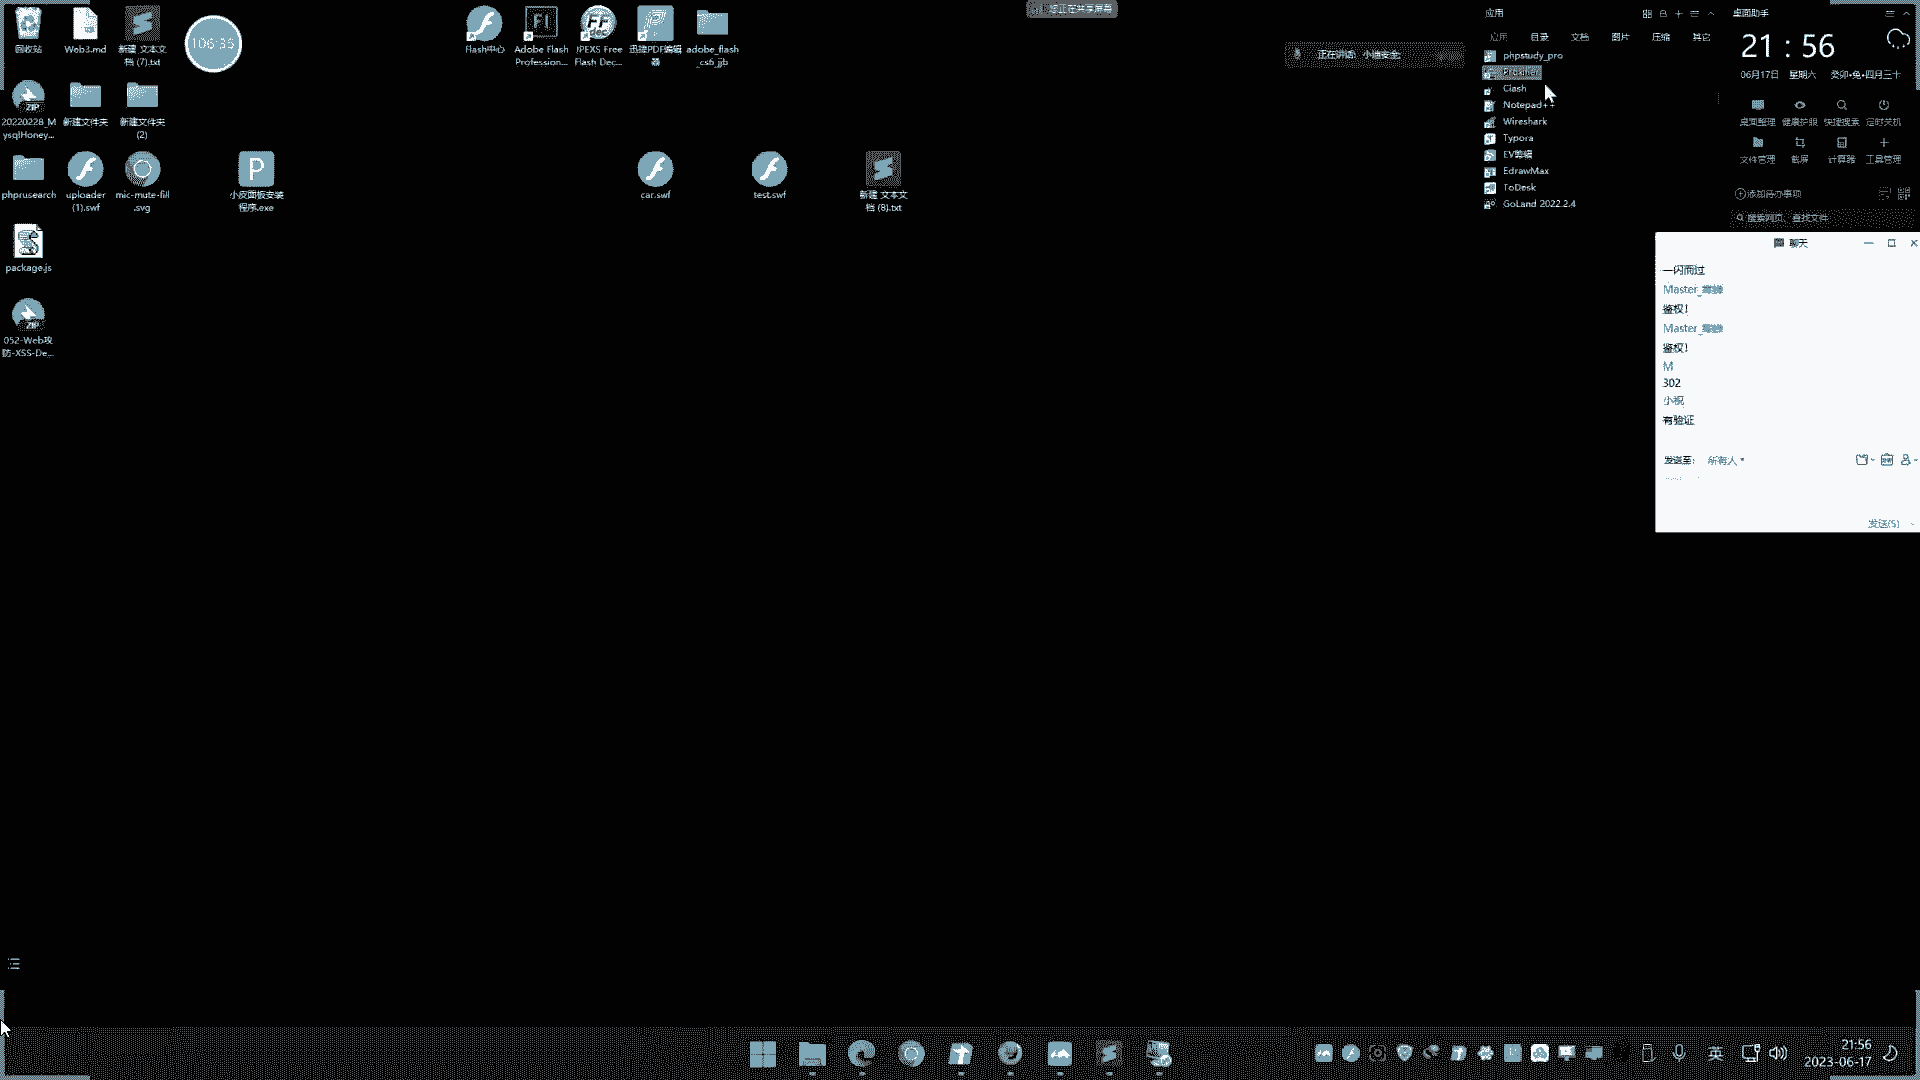 您正在共享屏幕
回收站
Web3.md
新建 文本文
档 (7).txt
106:35
Flash中心
Adobe Flash
Profession...
JPEXS Free
Flash Dec...
迅捷PDF编辑
器
adobe_flash
_cs6_jjb
正在讲话: 小迪安全;
应用
应用
目录
文档
图片
压缩
其它
phpstudy_pro
Proxifier
Clash
Notepad++
Wireshark
Typora
EV剪辑
EdrawMax
ToDesk
GoLand 2022.2.4
桌面助手
21 : 56
06月17日
星期六
癸卯•兔•四月三十
桌面整理
健康护眼
快捷搜索
定时关机
文件管理
截屏
计算器
工具管理
添加待办事项
搜索网页、查找文件
20220228_M
ysqlHoney...
新建文件夹
新建文件夹
(2)
phprusearch
uploader
(1).swf
mic-mute-fill
.svg
小皮面板安装
程序.exe
car.swf
test.swf
新建 文本文
档 (8).txt
package.js
052-Web攻
防-XSS-De...
聊天
一闪而过
鉴权!
鉴权!
M
302
小祝
有验证
发送至:
所有人
发送(S)
英
21:56
2023-06-17